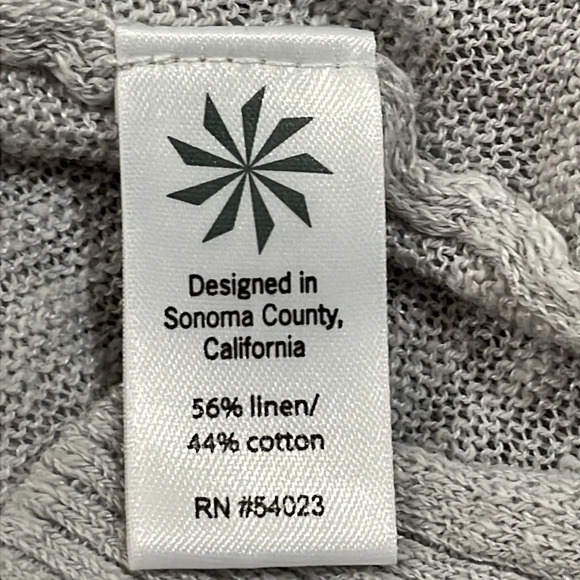 Designed in
Sonoma County,
California
56% linen/
44% cotton
RN #54023